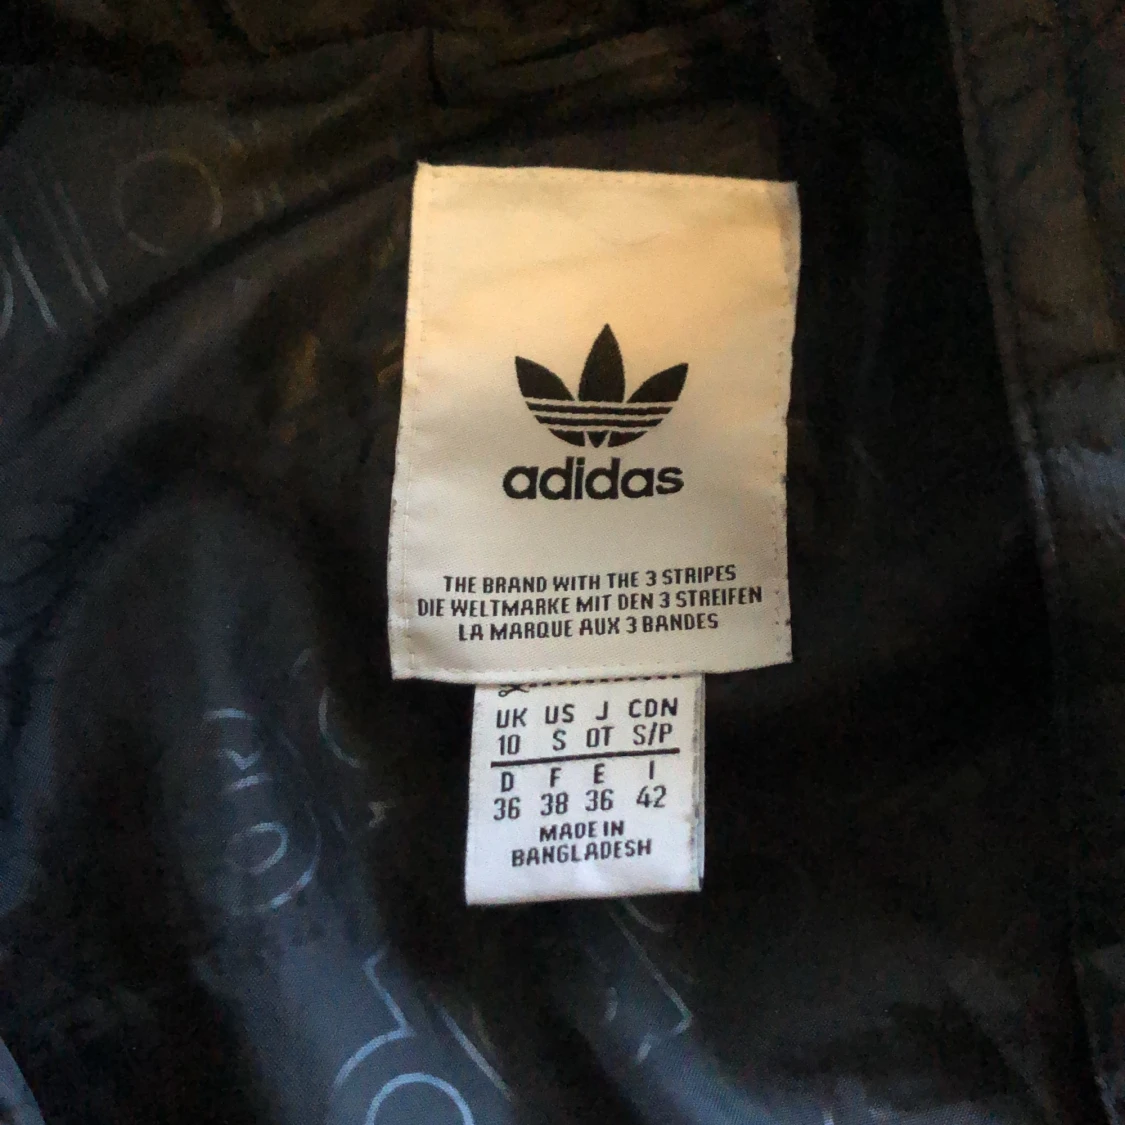 adidas
THE BRAND WITH THE 3 STRIPES
DIE WELTMARKE MIT DEN 3 STREIFEN
LA MARQUE AUX 3 BANDES
UK US J CDN
10 S OT S/P
D F E I
36 38 36 42
MADE IN
BANGLADESH